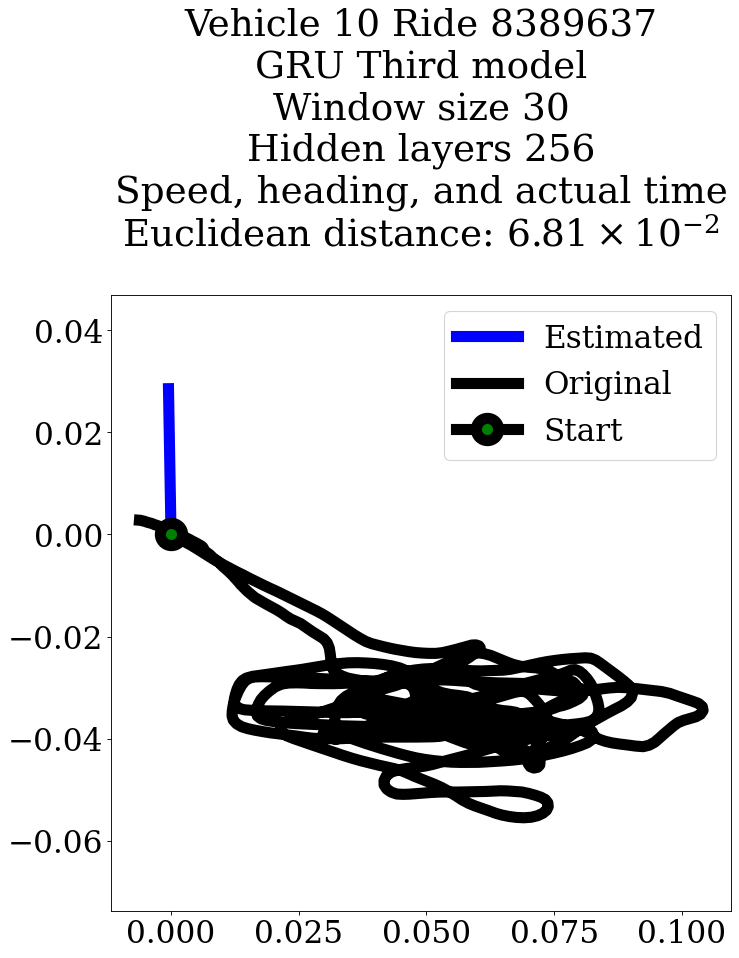 Vehicle 10 Ride 8389637
GRU Third model
Window size 30
Hidden layers 256
Speed, heading, and actual time
Euclidean distance: 6.81 × 10⁻²
Estimated
Original
Start
0.04
0.02
0.00
−0.02
−0.04
−0.06
0.000 0.025 0.050 0.075 0.100